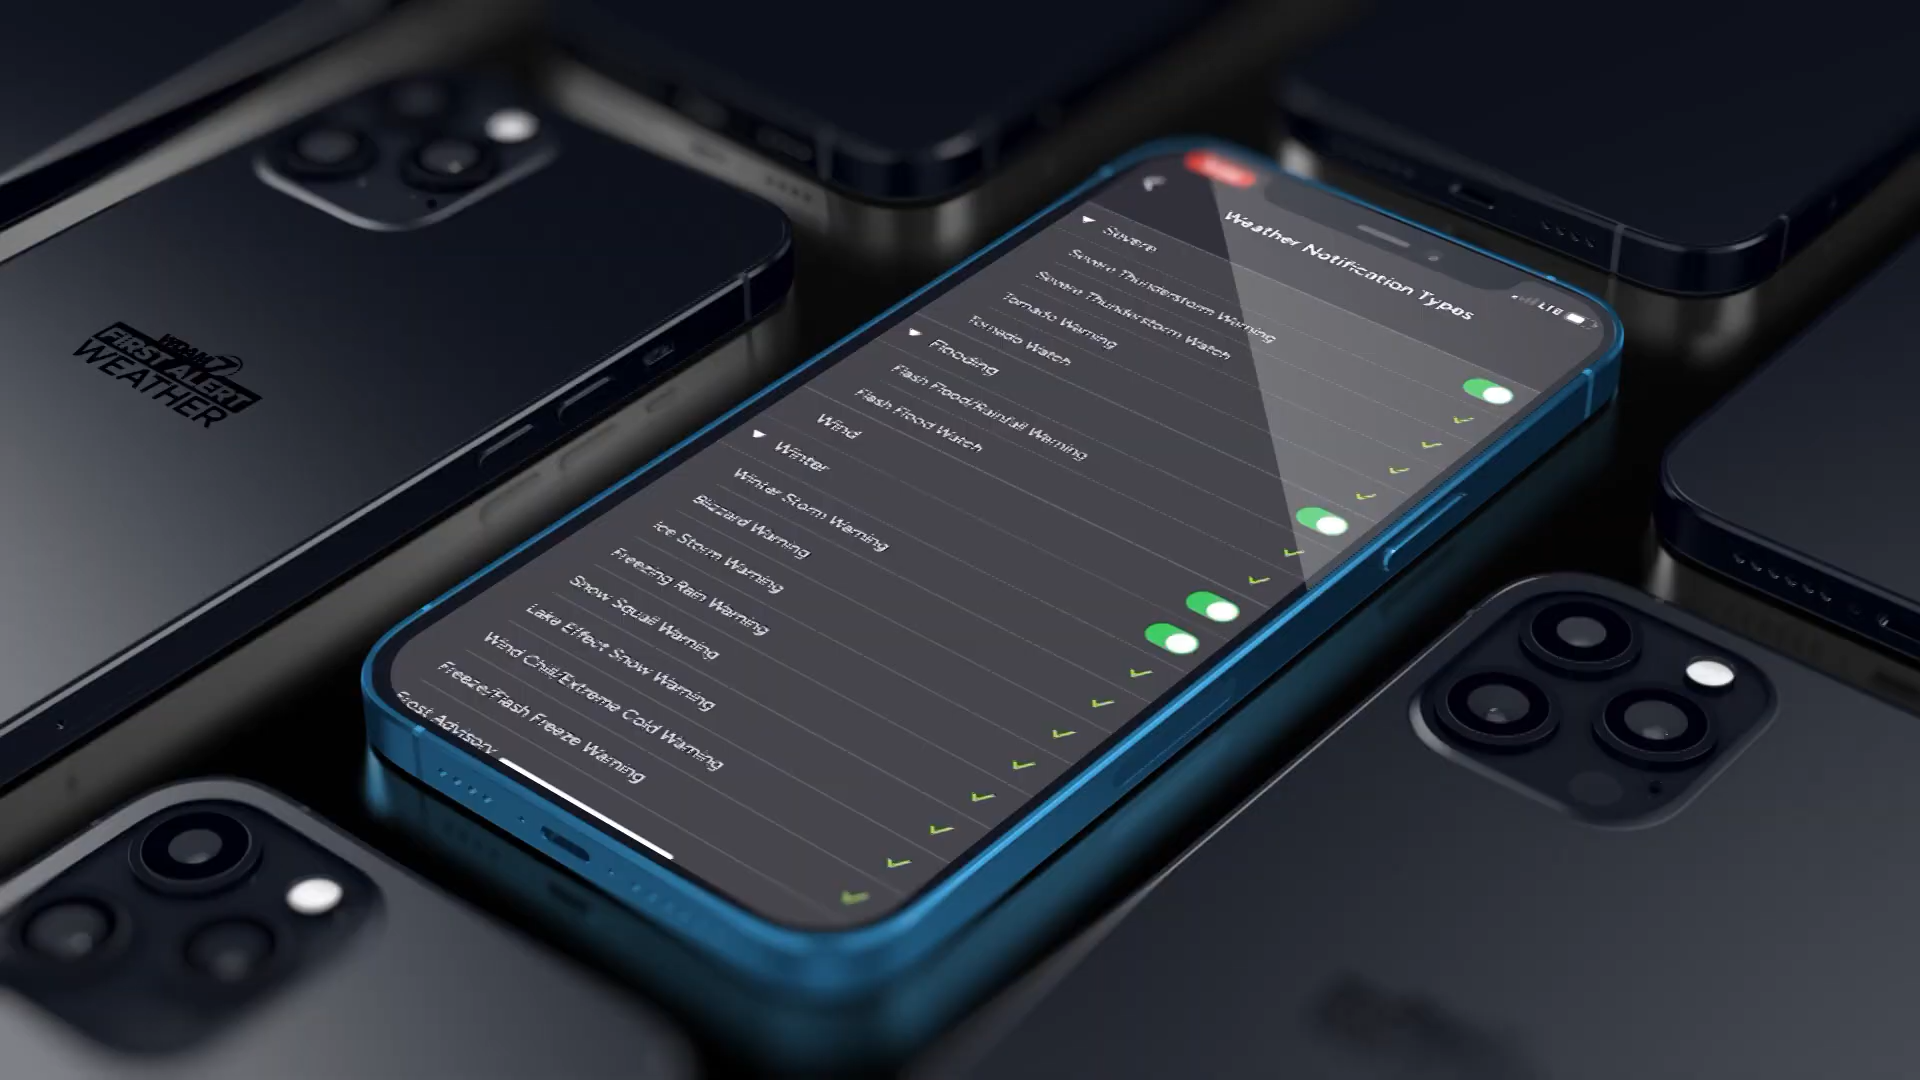 LTE
Weather Notification Types
Severe
Severe Thunderstorm Warning
Severe Thunderstorm Watch
Tornado Warning
Tornado Watch
Flooding
Flash Flood/Rainfall Warning
Flash Flood Watch
Wind
Winter
Winter Storm Warning
Blizzard Warning
Ice Storm Warning
Freezing Rain Warning
Snow Squall Warning
Lake Effect Snow Warning
Wind Chill/Extreme Cold Warning
Freeze/Flash Freeze Warning
Frost Advisory
FIRST ALERT
WEATHER